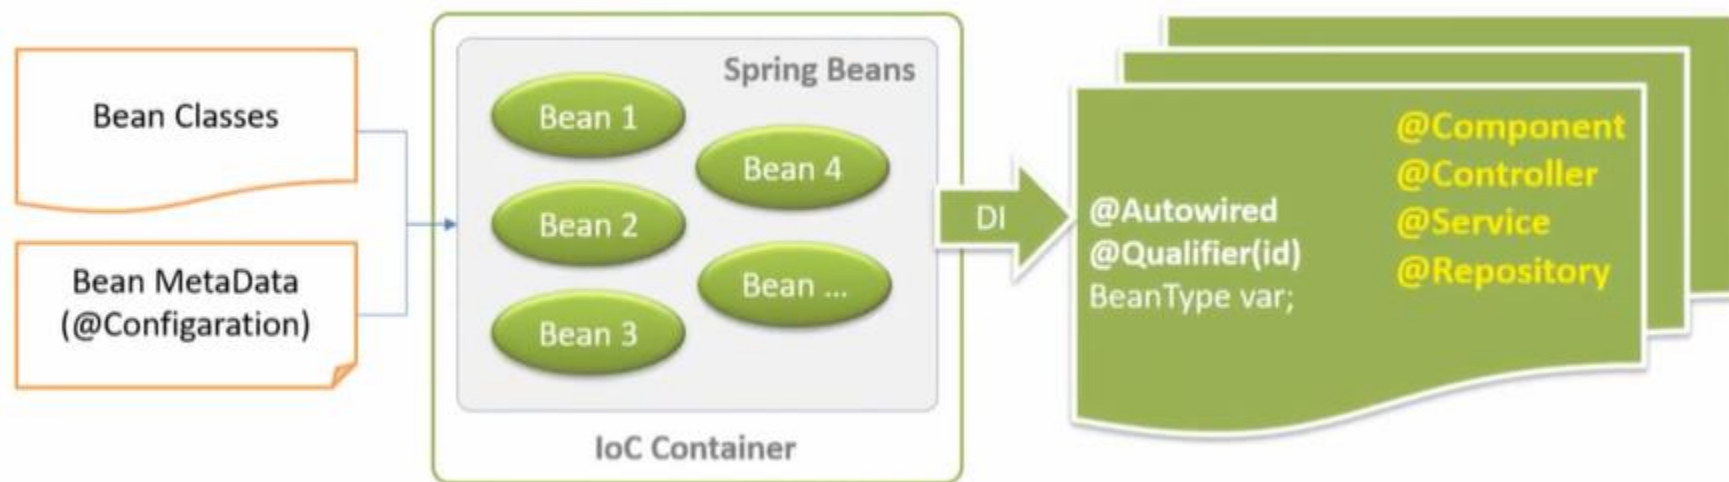 Bean Classes
Bean MetaData
(@Configaration)
Spring Beans
Bean 1
Bean 4
Bean 2
Bean ...
Bean 3
IoC Container
DI
@Autowired
@Qualifier(id)
BeanType var;
@Component
@Controller
@Service
@Repository